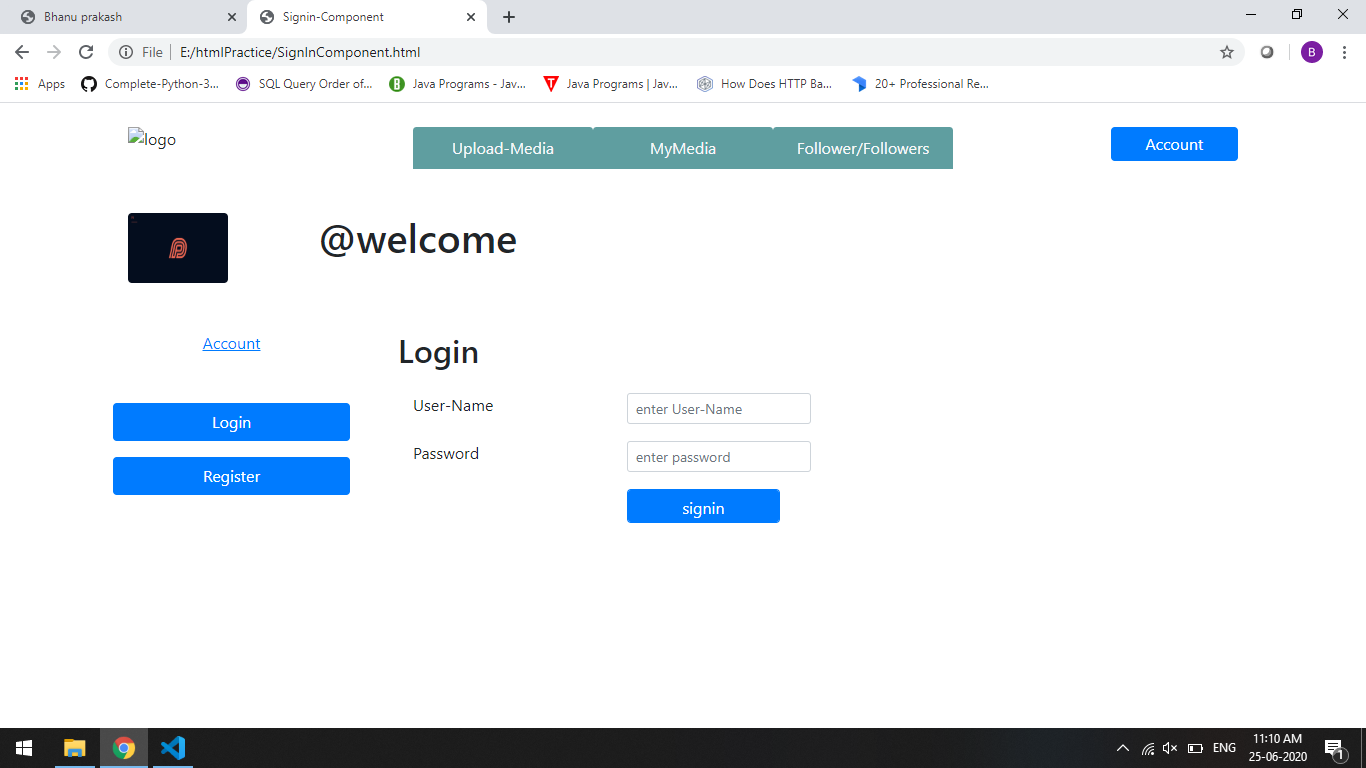 Bhanu prakash
Signin-Component
File
E:/htmlPractice/SignInComponent.html
B
Apps
Complete-Python-3...
SQL Query Order of...
Java Programs - Jav...
Java Programs | Jav...
How Does HTTP Ba...
20+ Professional Re...
logo
Upload-Media
MyMedia
Follower/Followers
Account
@welcome
Account
Login
Register
Login
User-Name
enter User-Name
Password
enter password
signin
ENG
11:10 AM
25-06-2020
1